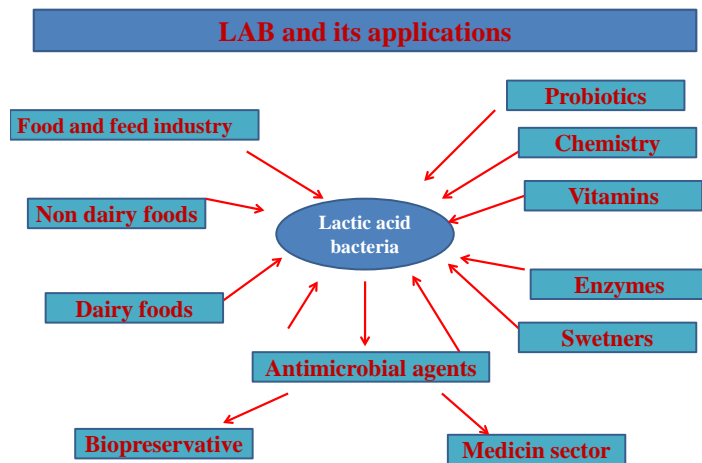 LAB and its applications
Probiotics
Food and feed industry
Chemistry
Vitamins
Non dairy foods
Lactic acid
bacteria
Enzymes
Dairy foods
Swetners
Antimicrobial agents
Biopreservative
Medicin sector